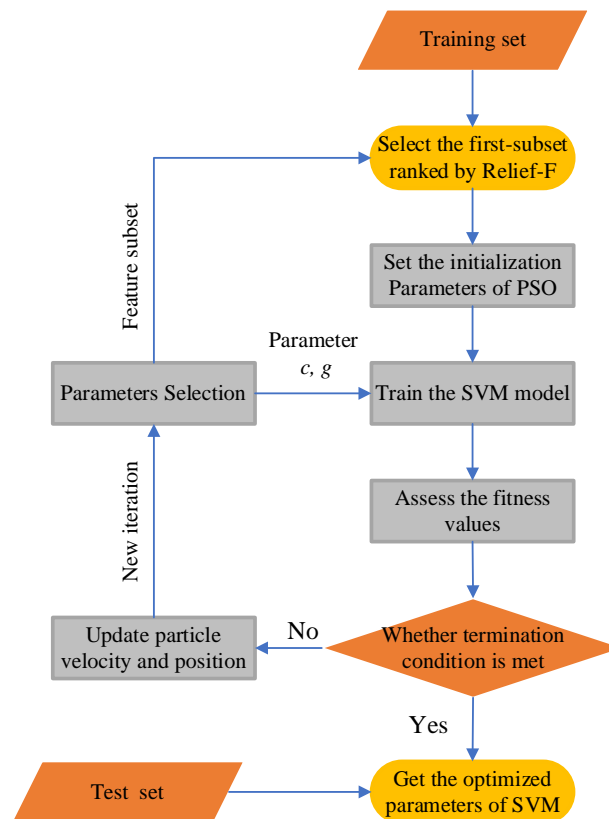 Training set
Select the first-subset
ranked by Relief-F
Feature subset
Set the initialization
Parameters of PSO
Parameter
c, g
Parameters Selection
Train the SVM model
New iteration
Assess the fitness
values
Update particle
velocity and position
No
Whether termination
condition is met
Yes
Test set
Get the optimized
parameters of SVM